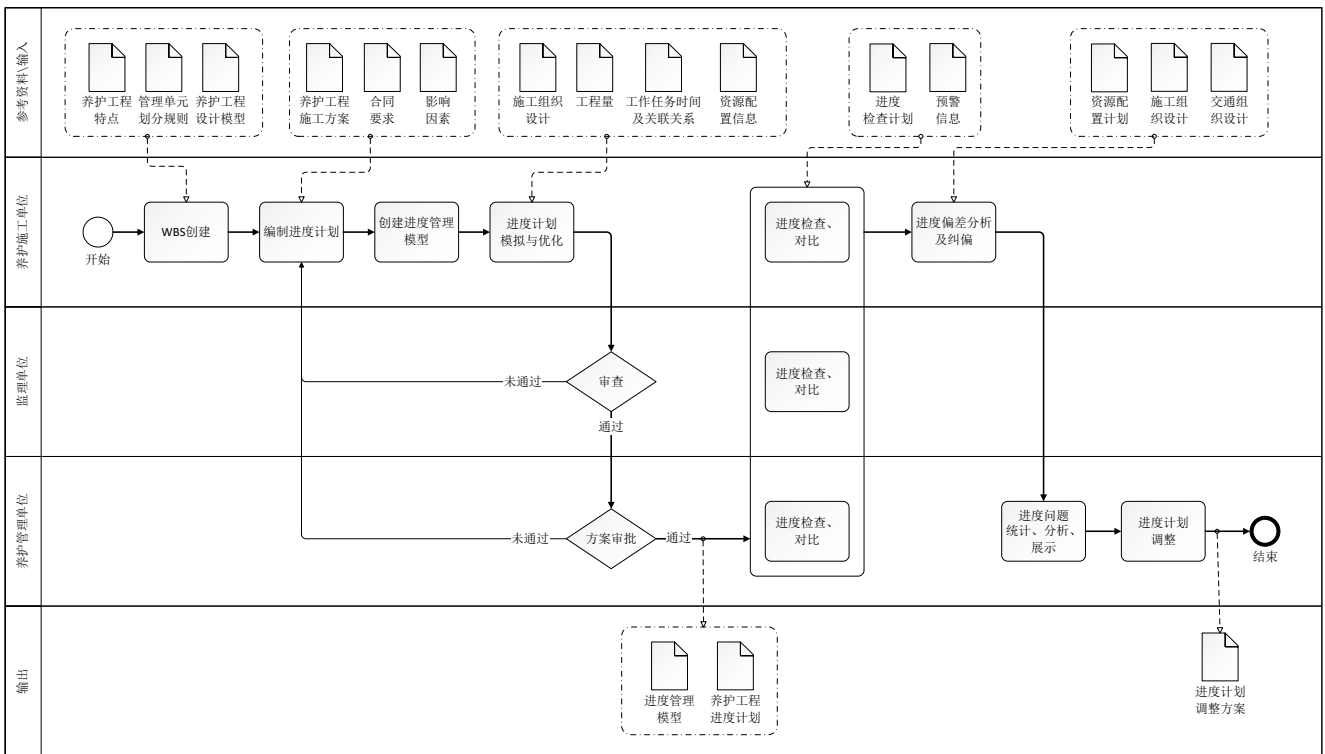 参考资料\输入
养护工程
特点
管理单元
划分规则
养护工程
设计模型
养护工程
施工方案
合同
要求
影响
因素
施工组织
设计
工程量
工作任务时间
及关联关系
资源配
置信息
进度
检查计划
预警
信息
资源配
置计划
施工组
织设计
交通组
织设计
养护施工单位
开始
WBS创建
编制进度计划
创建进度管理
模型
进度计划
模拟与优化
进度检查、
对比
进度偏差分析
及纠偏
监理单位
未通过
审查
通过
进度检查、
对比
养护管理单位
未通过
方案审批
通过
进度检查、
对比
进度问题
统计、分析、
展示
进度计划
调整
结束
输出
进度管理
模型
养护工程
进度计划
进度计划
调整方案